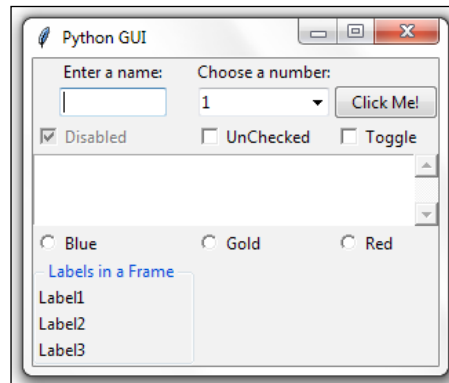 Python GUI
Enter a name: Choose a number:
1 Click Me!
Disabled UnChecked Toggle
Blue Gold Red
Labels in a Frame
Label1
Label2
Label3